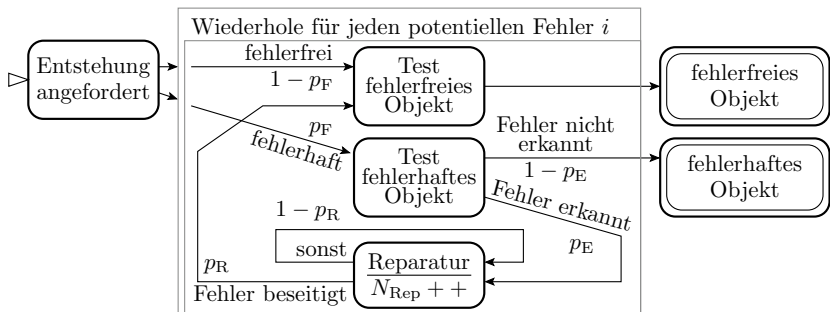 Wiederhole für jeden potentiellen Fehler i
Entstehung
angefordert
fehlerfrei
1 − p_F
p_F
fehlerhaft
Test
fehlerfreies
Objekt
fehlerfreies
Objekt
Test
fehlerhaftes
Objekt
Fehler nicht
erkannt
1 − p_E
fehlerhaftes
Objekt
Fehler erkannt
p_E
1 − p_R
sonst
p_R
Fehler beseitigt
Reparatur
N_Rep + +